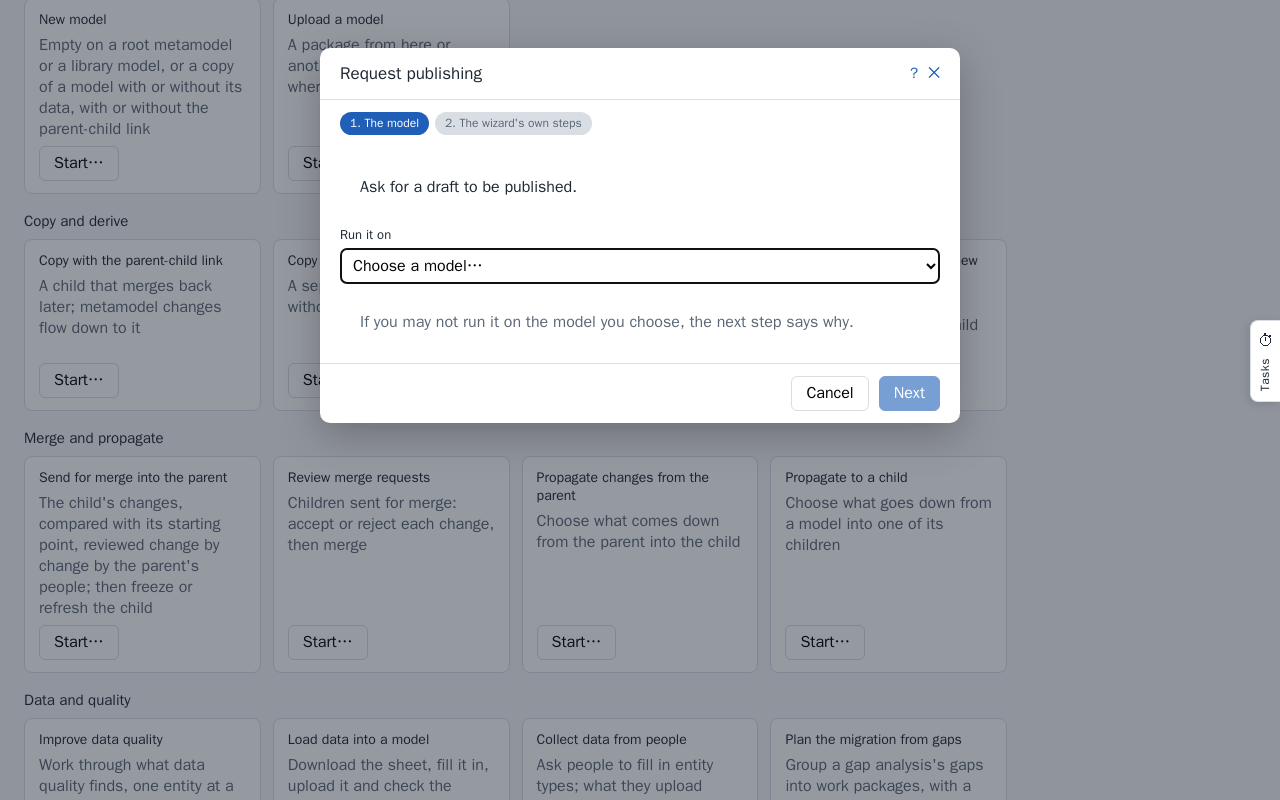 New model
Empty on a root metamodel
or a library model, or a copy
of a model with or without its
data, with or without the
parent-child link
Start…
Upload a model
A package from here or
Request publishing
?
1. The model
2. The wizard's own steps
Ask for a draft to be published.
Run it on
Choose a model…
If you may not run it on the model you choose, the next step says why.
Cancel
Next
Copy and derive
Copy with the parent-child link
A child that merges back
later; metamodel changes
flow down to it
Start…
Copy
Tasks
Merge and propagate
Send for merge into the parent
The child's changes,
compared with its starting
point, reviewed change by
change by the parent's
people; then freeze or
refresh the child
Start…
Review merge requests
Children sent for merge:
accept or reject each change,
then merge
Start…
Propagate changes from the
parent
Choose what comes down
from the parent into the child
Start…
Propagate to a child
Choose what goes down from
a model into one of its
children
Start…
Data and quality
Improve data quality
Work through what data
quality finds, one entity at a
Load data into a model
Download the sheet, fill it in,
upload it and check the
Collect data from people
Ask people to fill in entity
types; what they upload
Plan the migration from gaps
Group a gap analysis's gaps
into work packages, with a